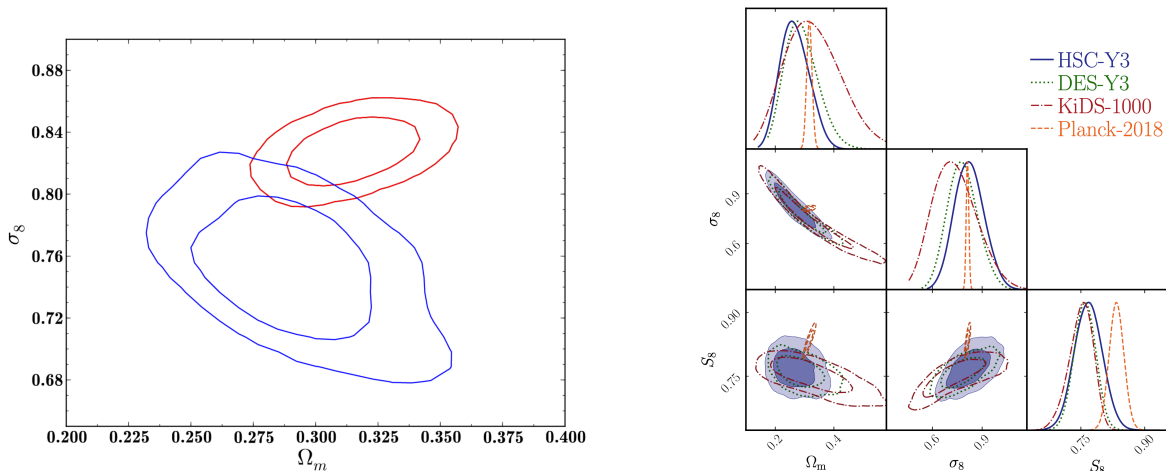 0.88
0.84
0.80
0.76
0.72
0.68
σ8
0.200 0.225 0.250 0.275 0.300 0.325 0.350 0.375 0.400
Ωm
HSC-Y3
DES-Y3
KiDS-1000
Planck-2018
0.9
0.6
σ8
0.90
0.75
S8
0.2 0.4
Ωm
0.6 0.9
σ8
0.75 0.90
S8